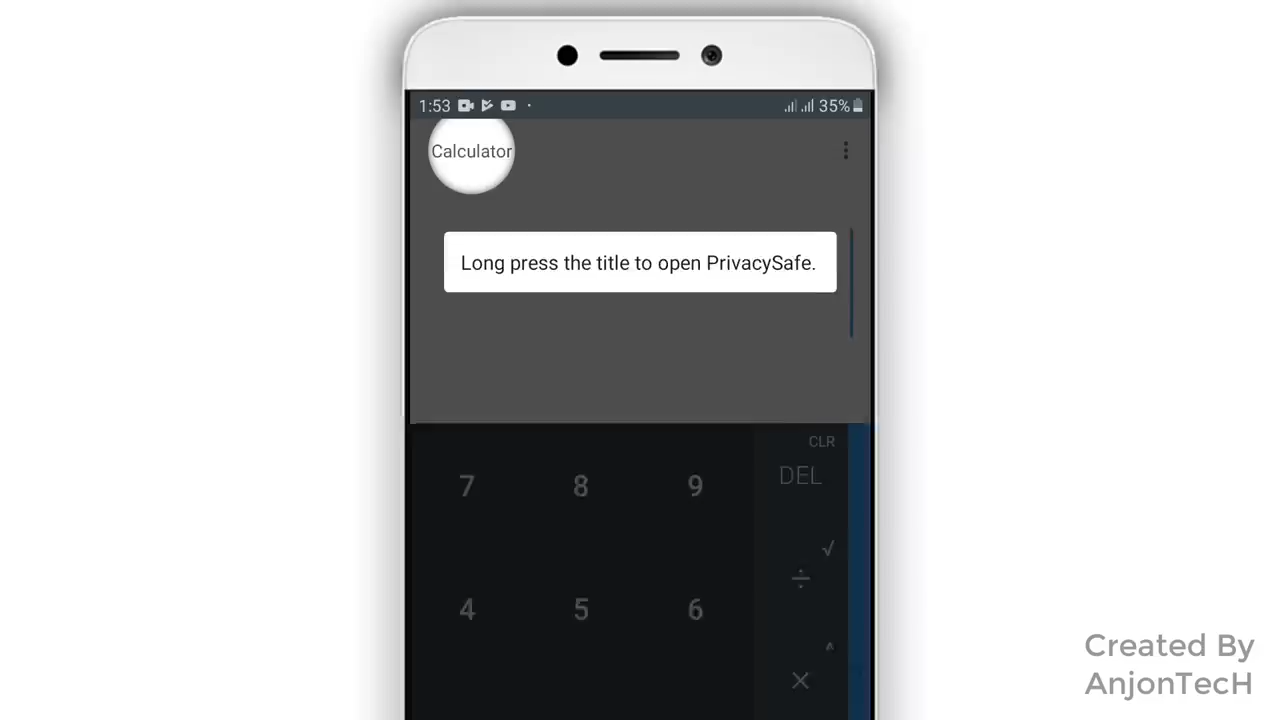 1:53
35%
Calculator
Long press the title to open PrivacySafe.
CLR
7 8 9 DEL
√
÷
4 5 6
^
×
Created By
AnjonTecH